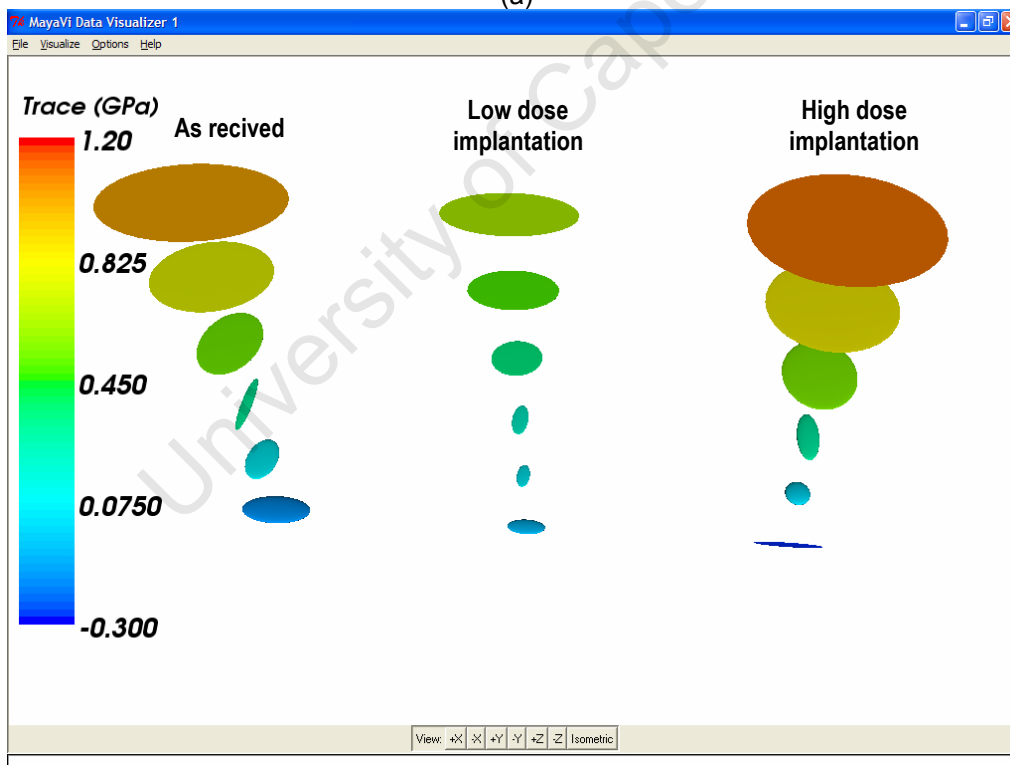 (a)
MayaVi Data Visualizer 1
File Visualize Options Help
Trace (GPa)
1.20
0.825
0.450
0.0750
-0.300
As recived
Low dose
implantation
High dose
implantation
University of Cape
View: +X -X +Y -Y +Z -Z Isometric